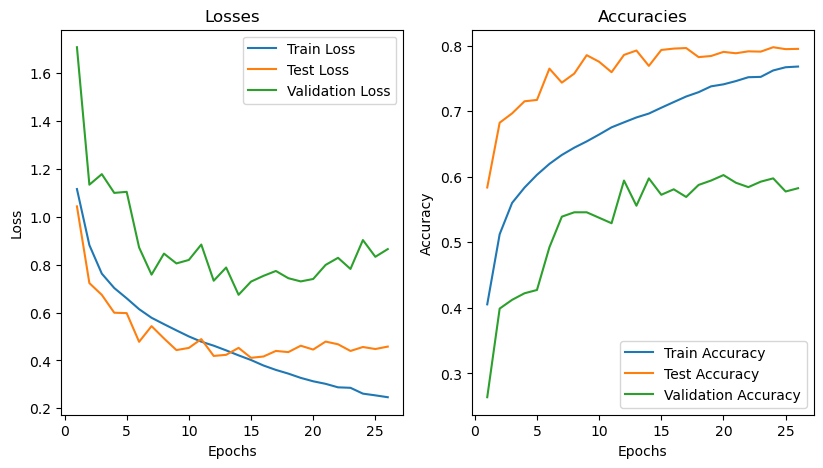 Losses
Train Loss
Test Loss
Validation Loss
1.6
1.4
1.2
1.0
0.8
0.6
0.4
0.2
Loss
0 5 10 15 20 25
Epochs
Accuracies
0.8
0.7
0.6
0.5
0.4
0.3
Accuracy
Train Accuracy
Test Accuracy
Validation Accuracy
0 5 10 15 20 25
Epochs